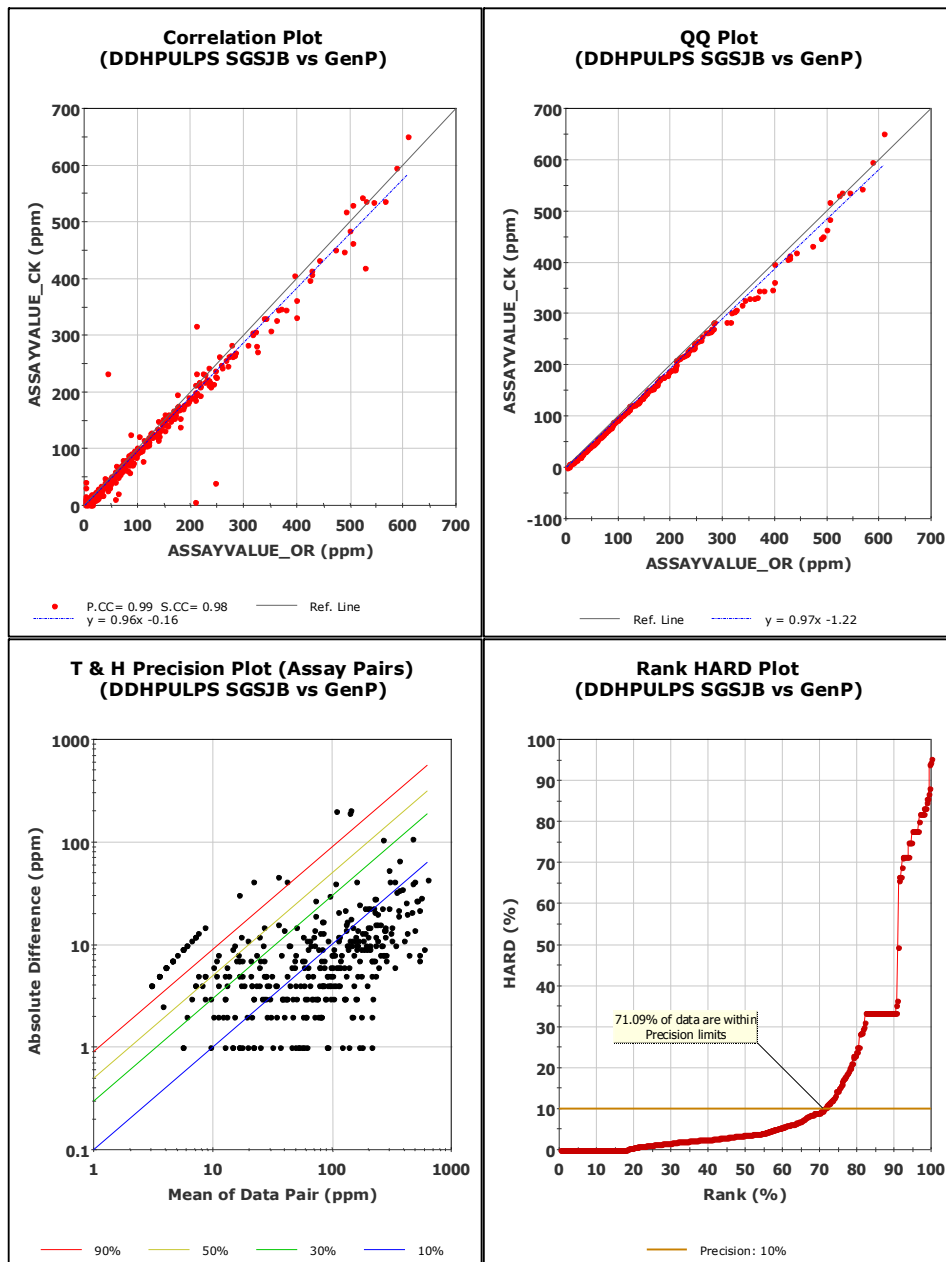 Correlation Plot
(DDHPULPS SGSJB vs GenP)
700
600
500
400
300
200
100
0
0 100 200 300 400 500 600 700
ASSAYVALUE_CK (ppm)
ASSAYVALUE_OR (ppm)
P.CC= 0.99 S.CC= 0.98
Ref. Line
y = 0.96x -0.16
QQ Plot
(DDHPULPS SGSJB vs GenP)
700
600
500
400
300
200
100
0
-100
0 100 200 300 400 500 600 700
ASSAYVALUE_CK (ppm)
ASSAYVALUE_OR (ppm)
Ref. Line
y = 0.97x -1.22
T & H Precision Plot (Assay Pairs)
(DDHPULPS SGSJB vs GenP)
1000
100
10
1
0.1
1 10 100 1000
Absolute Difference (ppm)
Mean of Data Pair (ppm)
90% 50% 30% 10%
Rank HARD Plot
(DDHPULPS SGSJB vs GenP)
100
90
80
70
60
50
40
30
20
10
0
0 10 20 30 40 50 60 70 80 90 100
HARD (%)
71.09% of data are within
Precision limits
Rank (%)
Precision: 10%